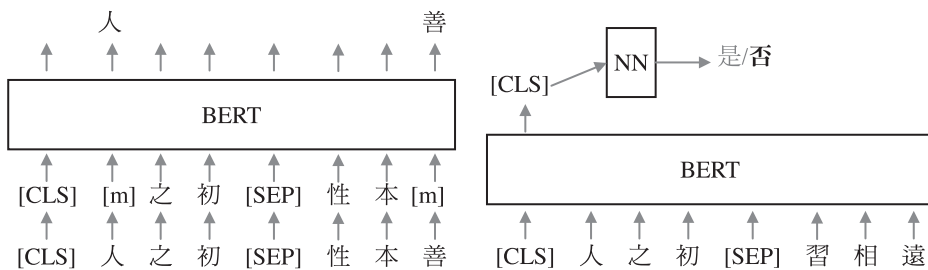 人 善
BERT
[CLS] [m] 之 初 [SEP] 性 本 [m]
[CLS] 人 之 初 [SEP] 性 本 善
NN
是/否
[CLS]
BERT
[CLS] 人 之 初 [SEP] 習 相 遠